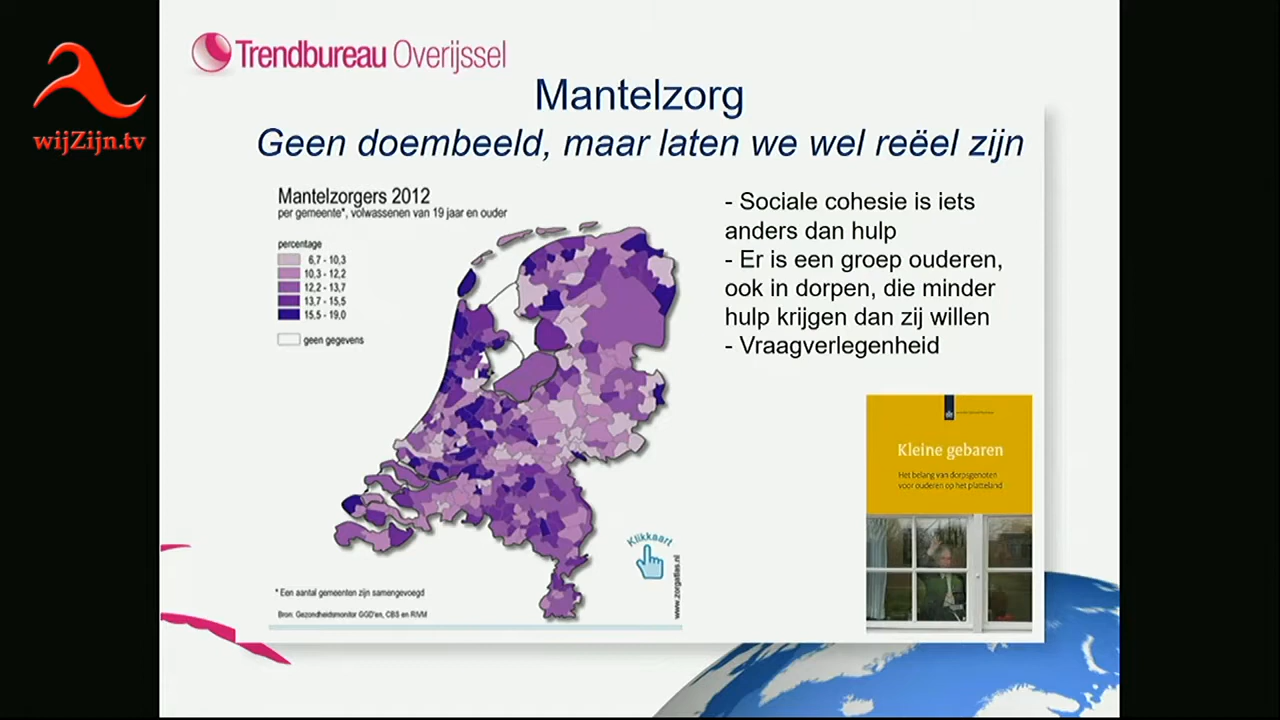 wijZijn.tv
Trendbureau Overijssel
Mantelzorg
Geen doembeeld, maar laten we wel reëel zijn
Mantelzorgers 2012
per gemeente*, volwassenen van 19 jaar en ouder
percentage
6,7 - 10,3
10,3 - 12,2
12,2 - 13,7
13,7 - 15,5
15,5 - 19,0
geen gegevens
Klikkaart
www.zorgatlas.nl
* Een aantal gemeenten zijn samengevoegd
Bron: Gezondheidsmonitor GGD'en, CBS en RIVM
- Sociale cohesie is iets
anders dan hulp
- Er is een groep ouderen,
ook in dorpen, die minder
hulp krijgen dan zij willen
- Vraagverlegenheid
Kleine gebaren
Het belang van dorpsgenoten
voor ouderen op het platteland